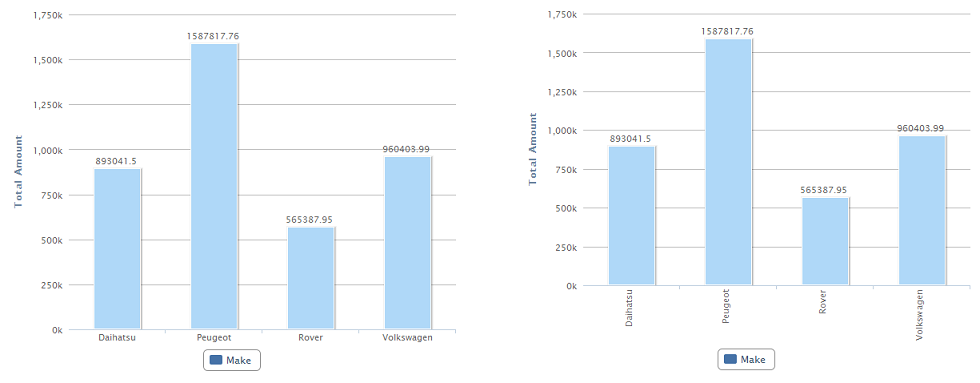 1,750k
1587817.76
1,500k
1,250k
1,000k
960403.99
893041.5
750k
565387.95
500k
250k
0k
Total Amount
Daihatsu Peugeot Rover Volkswagen
Make
1,750k
1587817.76
1,500k
1,250k
1,000k
960403.99
893041.5
750k
565387.95
500k
250k
0k
Total Amount
Daihatsu
Peugeot
Rover
Volkswagen
Make